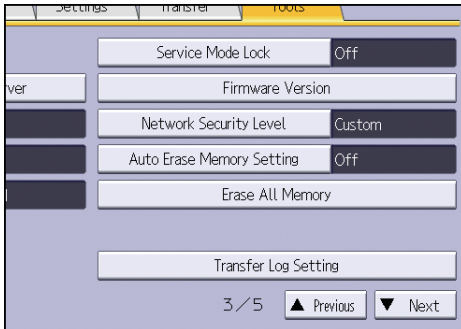 Settings Transfer Tools
Service Mode Lock Off
Firmware Version
Network Security Level Custom
Auto Erase Memory Setting Off
Erase All Memory
Transfer Log Setting
3/5 ▲ Previous ▼ Next